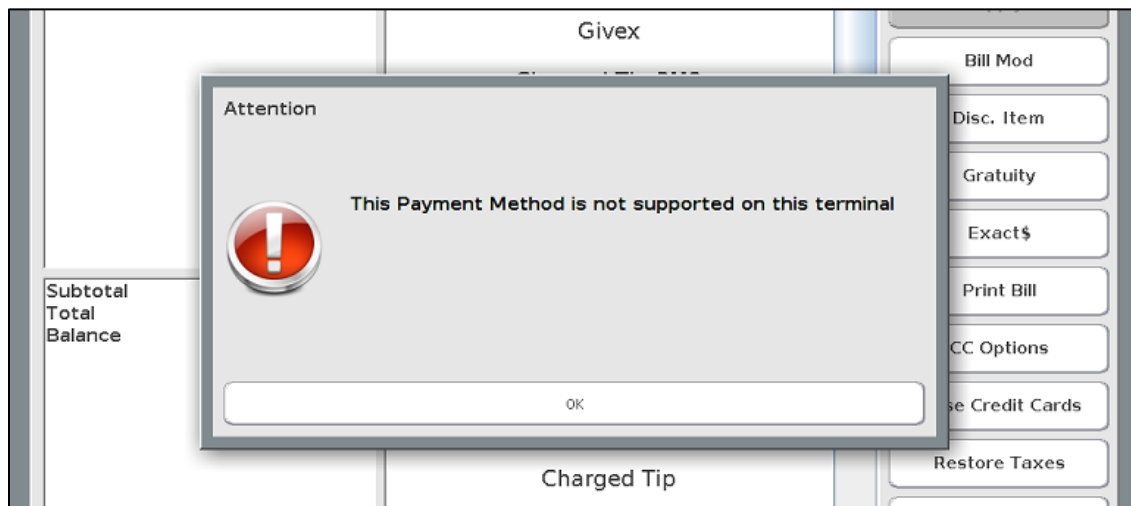 Givex
Bill Mod
Attention
Disc. Item
This Payment Method is not supported on this terminal
Gratuity
Exact$
Subtotal
Total
Balance
Print Bill
CC Options
OK
se Credit Cards
Charged Tip
Restore Taxes